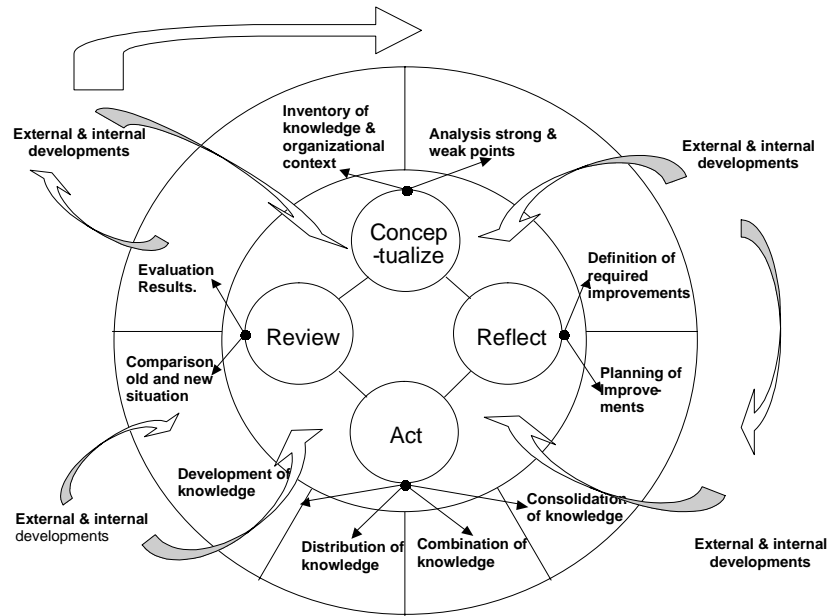 Inventory of
knowledge &
organizational
context
Analysis strong &
weak points
External & internal
developments
External & internal
developments
Concep
-tualize
Evaluation
Results.
Definition of
required
improvements
Review
Reflect
Comparison
old and new
situation
Planning of
Improve-
ments
Act
Development of
knowledge
Consolidation
of knowledge
External & internal
developments
Distribution of
knowledge
Combination of
knowledge
External & internal
developments